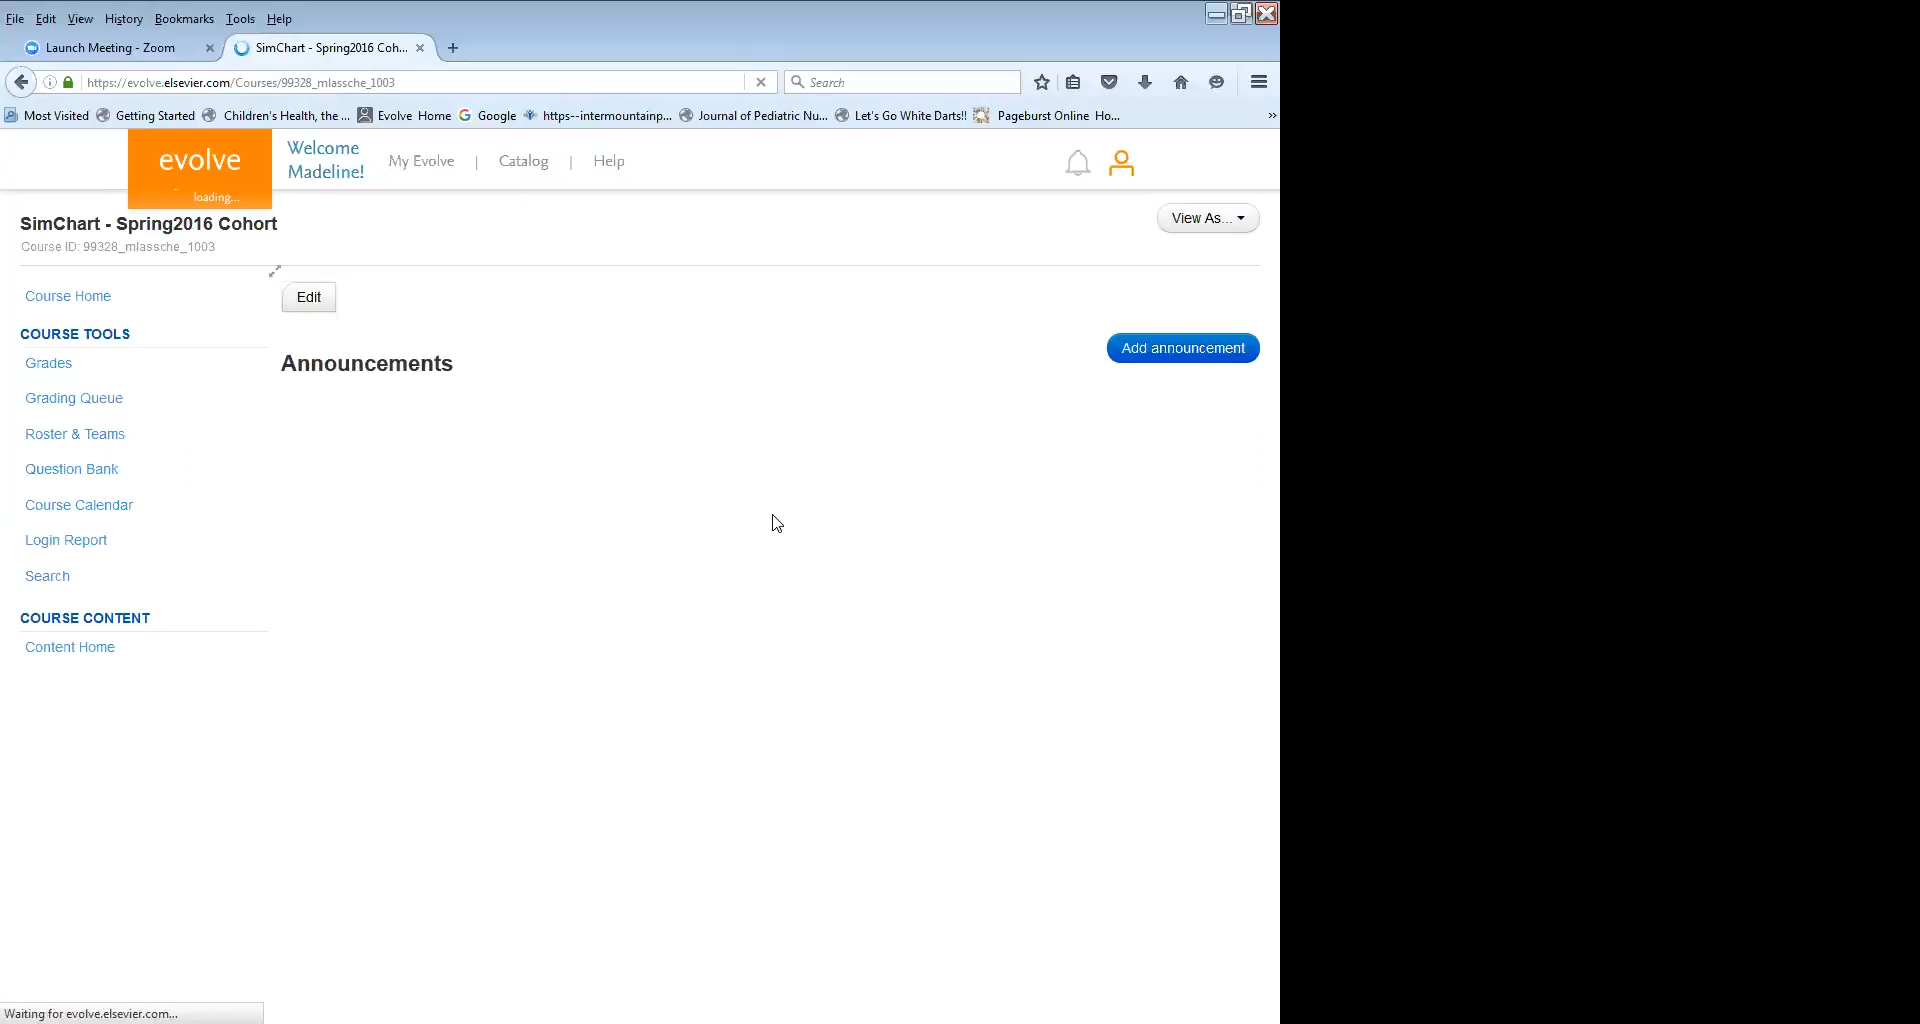 File Edit View History Bookmarks Tools Help
Launch Meeting - Zoom SimChart - Spring2016 Coh...
https://evolve.elsevier.com/Courses/99328_mlassche_1003 Search
Most Visited Getting Started Children's Health, the ... Evolve Home Google https--intermountainp... Journal of Pediatric Nu... Let's Go White Darts!! Pageburst Online Ho... »
evolve
loading...
Welcome
Madeline!
My Evolve | Catalog | Help
SimChart - Spring2016 Cohort
Course ID: 99328_mlassche_1003
View As...
Course Home
Edit
COURSE TOOLS
Add announcement
Announcements
Grades
Grading Queue
Roster & Teams
Question Bank
Course Calendar
Login Report
Search
COURSE CONTENT
Content Home
Waiting for evolve.elsevier.com...